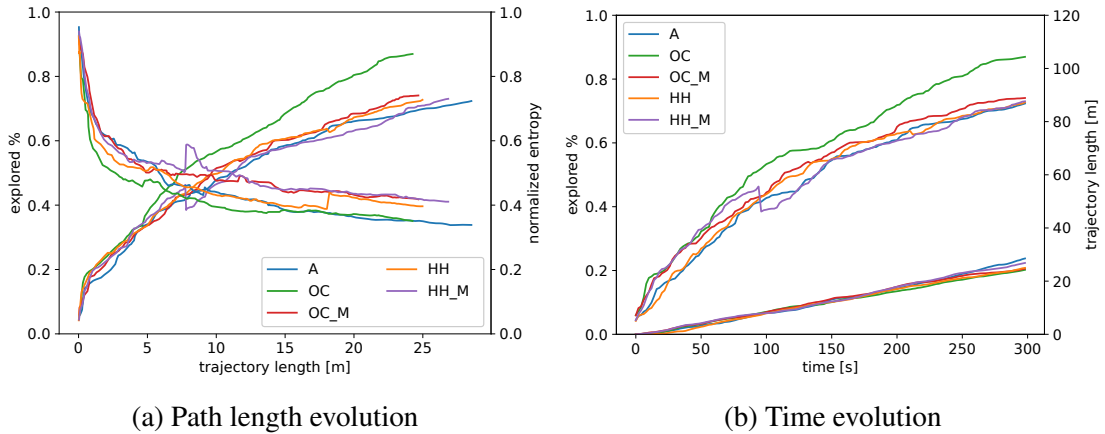 1.0
0.8
0.6
0.4
0.2
0.0
explored %
1.0
0.8
0.6
0.4
0.2
0.0
normalized entropy
A
OC
OC_M
HH
HH_M
0
5
10
15
20
25
trajectory length [m]
(a) Path length evolution
1.0
0.8
0.6
0.4
0.2
0.0
explored %
A
OC
OC_M
HH
HH_M
120
100
80
60
40
20
0
trajectory length [m]
0
50
100
150
200
250
300
time [s]
(b) Time evolution